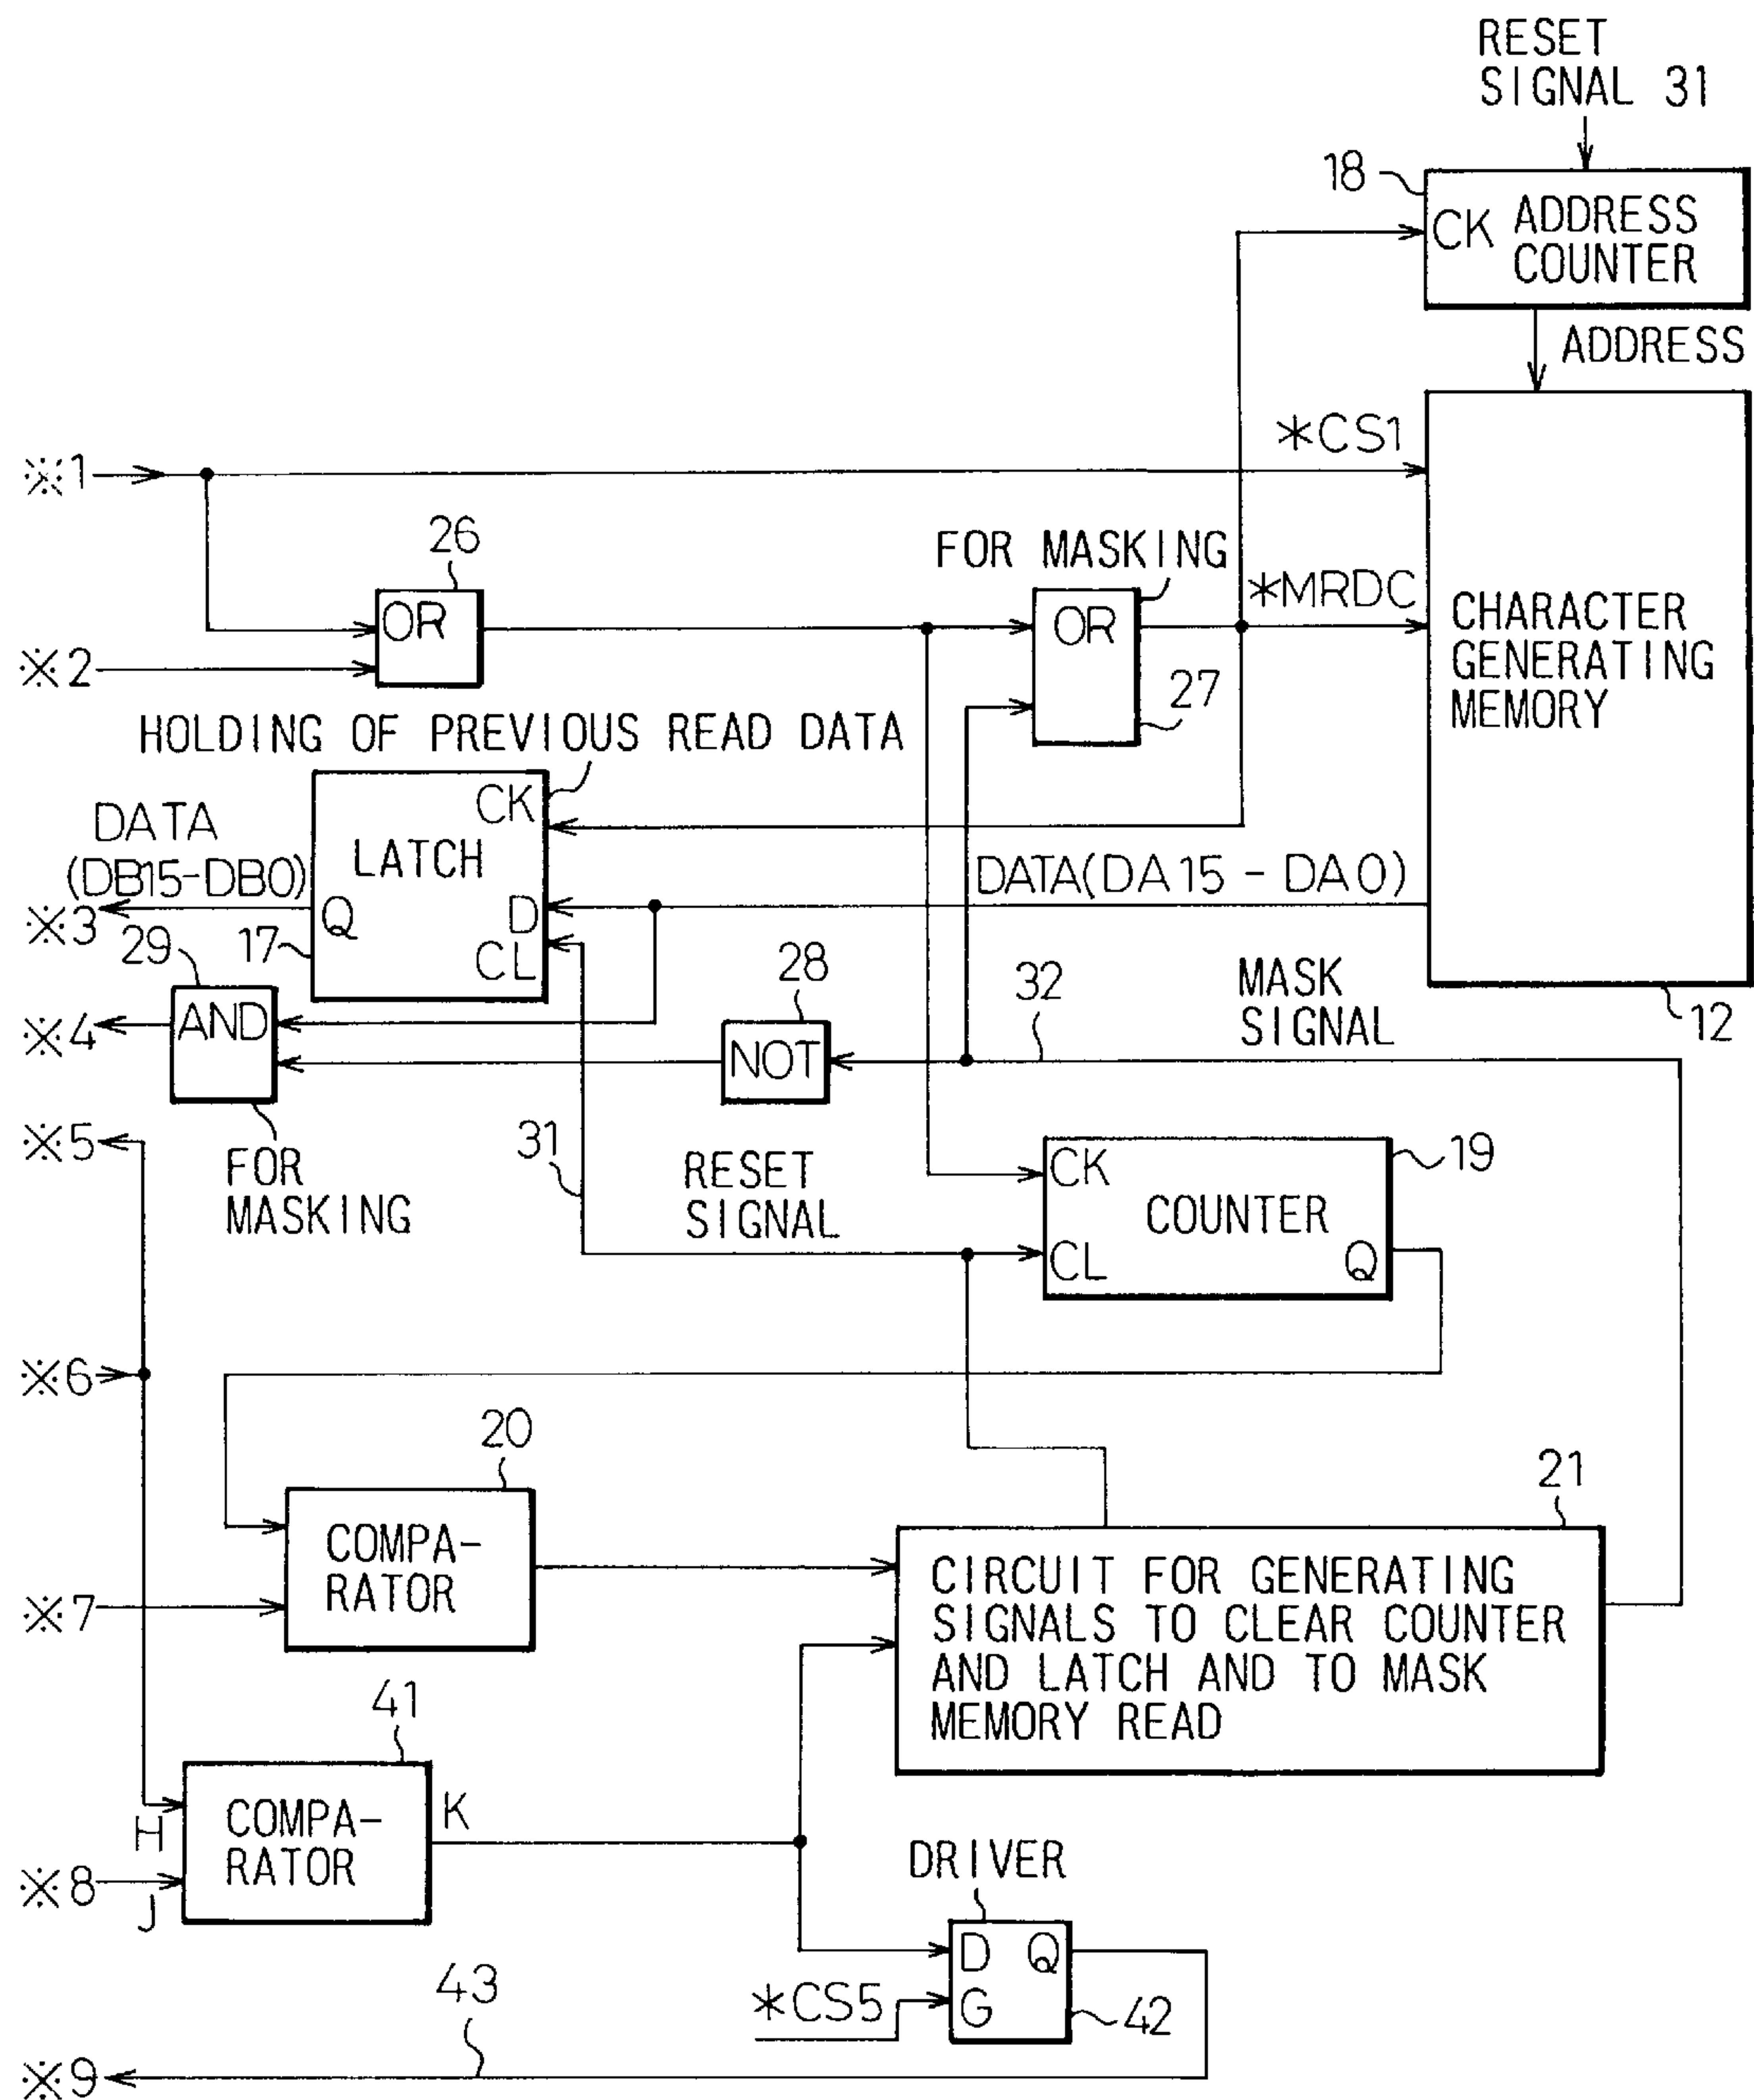 RESET
SIGNAL 31
18
CK ADDRESS
COUNTER
ADDRESS
*CS1
※1
26
FOR MASKING
*MRDC
OR
OR
CHARACTER
GENERATING
MEMORY
※2
27
HOLDING OF PREVIOUS READ DATA
CK
DATA
(DB15-DB0)
LATCH
DATA(DA15 - DA0)
※3
Q
D
17
CL
29
28
32
MASK
SIGNAL
12
※4
AND
NOT
※5
31
FOR
MASKING
RESET
SIGNAL
CK
19
COUNTER
CL
Q
※6
20
21
COMPA-
RATOR
※7
CIRCUIT FOR GENERATING
SIGNALS TO CLEAR COUNTER
AND LATCH AND TO MASK
MEMORY READ
41
K
H
COMPA-
RATOR
※8
J
DRIVER
D Q
*CS5
G
42
43
※9